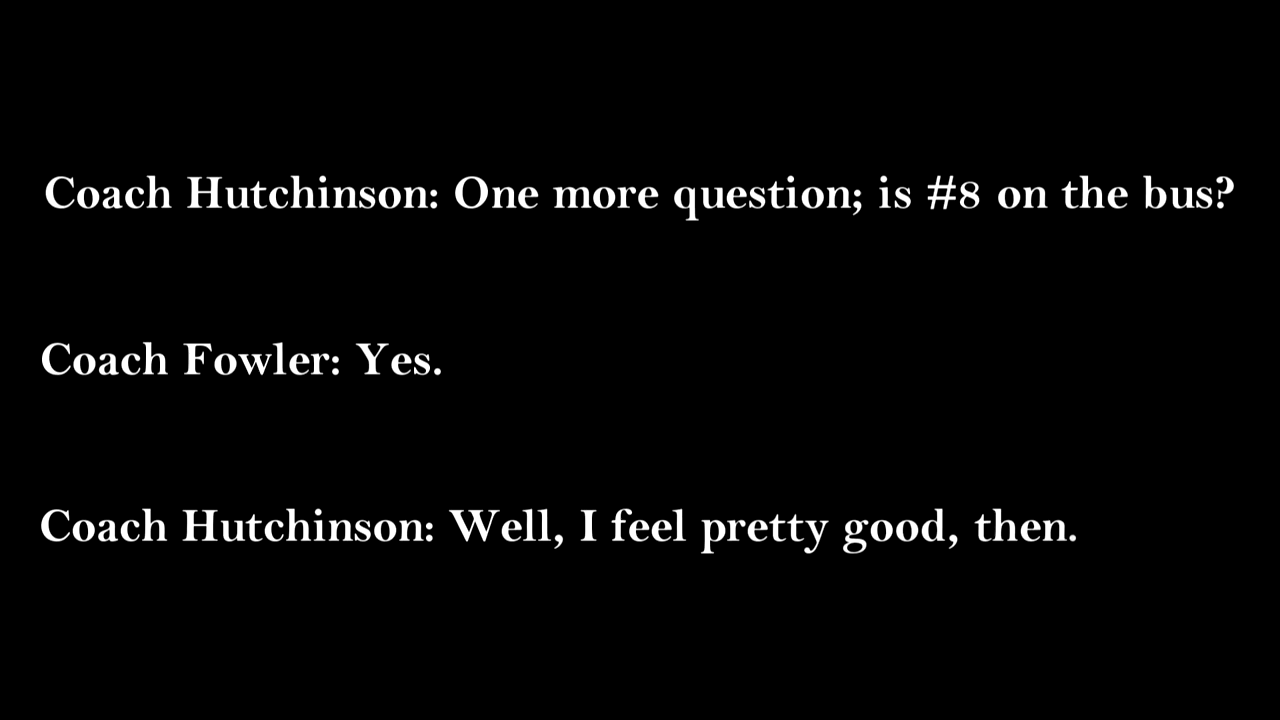 Coach Hutchinson: One more question; is #8 on the bus?
Coach Fowler: Yes.
Coach Hutchinson: Well, I feel pretty good, then.